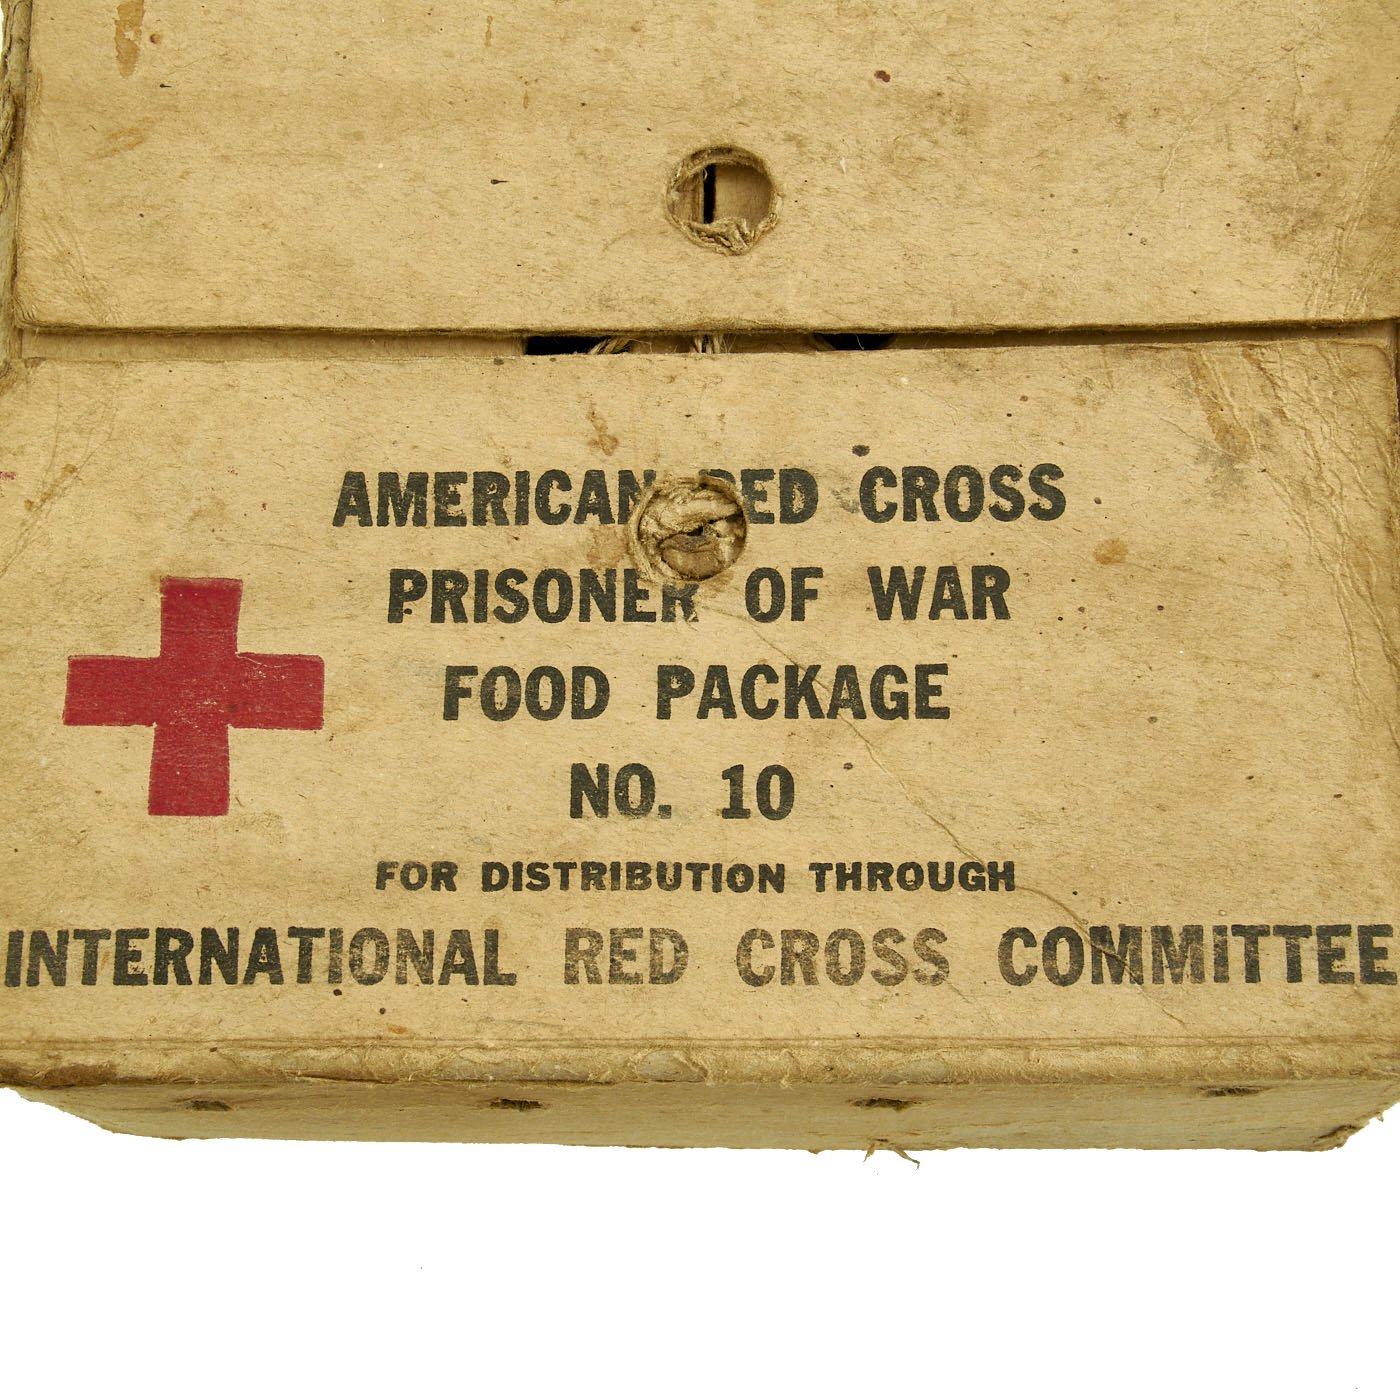 AMERICAN RED CROSS
PRISONER OF WAR
FOOD PACKAGE
NO. 10
FOR DISTRIBUTION THROUGH
INTERNATIONAL RED CROSS COMMITTEE